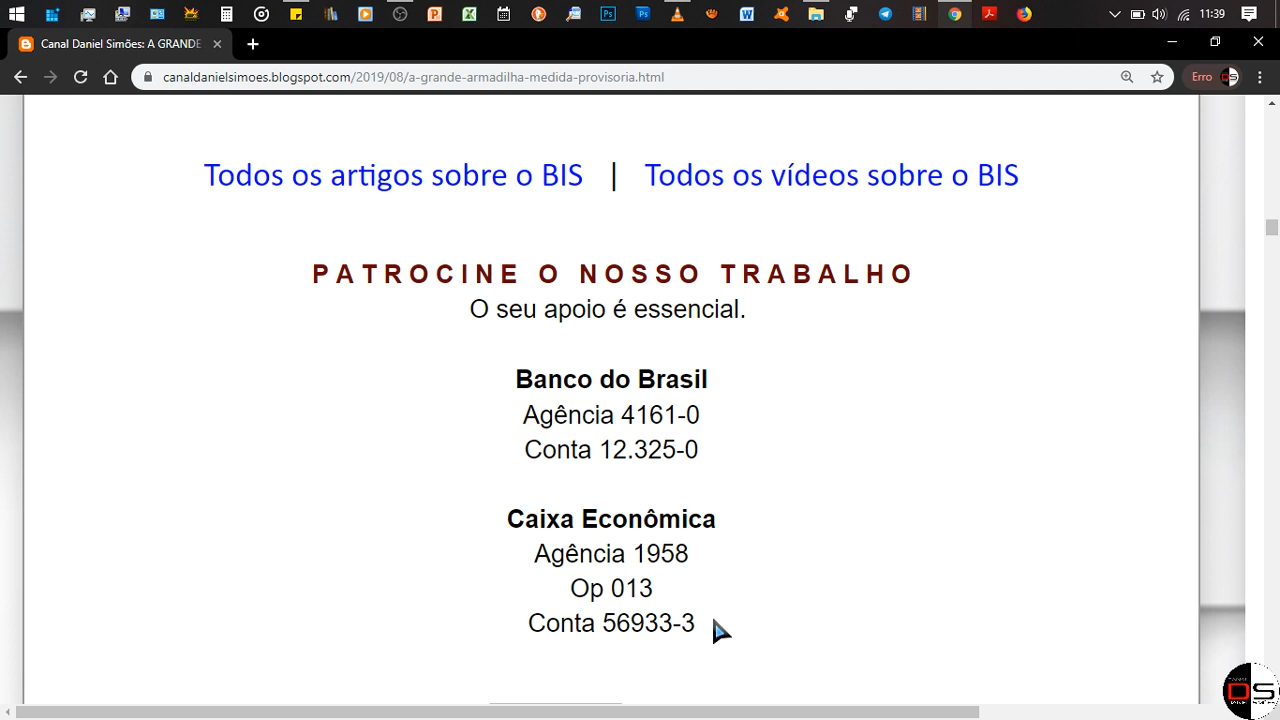 11:39
Canal Daniel Simões: A GRANDE
canaldanielsimoes.blogspot.com/2019/08/a-grande-armadilha-medida-provisoria.html
Erro
Todos os artigos sobre o BIS | Todos os vídeos sobre o BIS
PATROCINE O NOSSO TRABALHO
O seu apoio é essencial.
Banco do Brasil
Agência 4161-0
Conta 12.325-0
Caixa Econômica
Agência 1958
Op 013
Conta 56933-3
DS